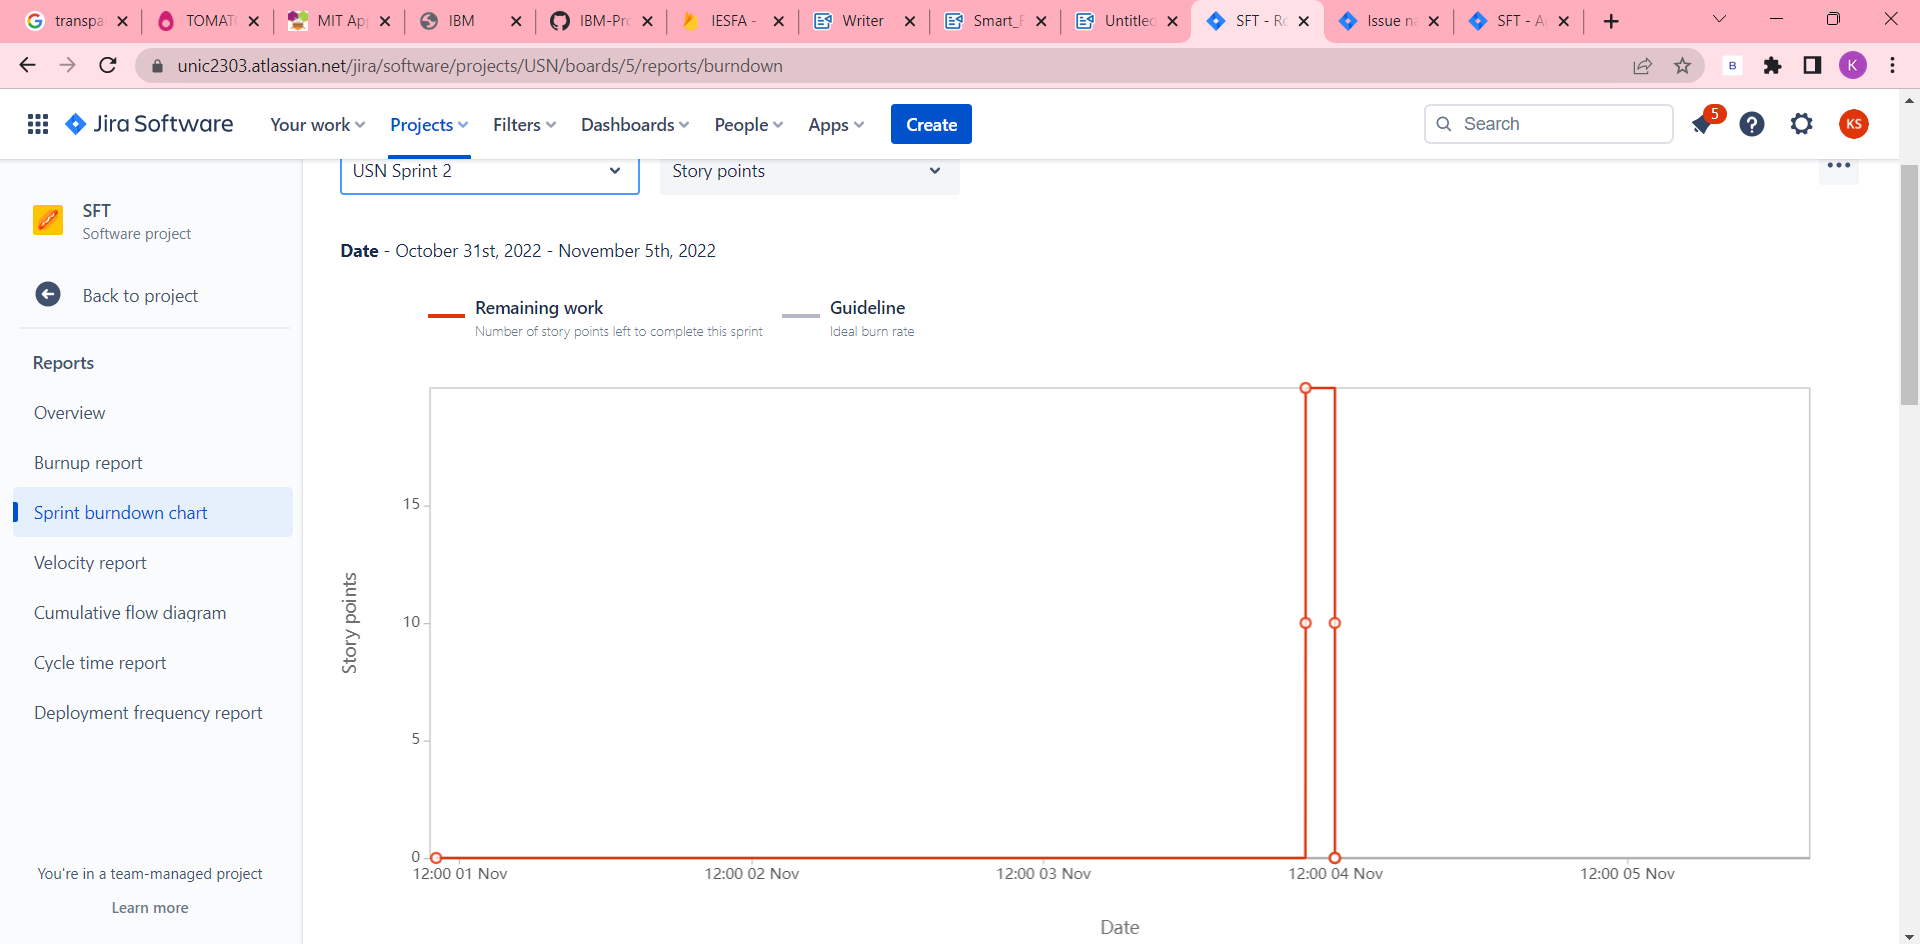 transpa
TOMAT
MIT Ap
IBM
IBM-Pr
IESFA -
Writer
Smart_F
Untitled
SFT - Ro
Issue na
SFT - A
unic2303.atlassian.net/jira/software/projects/USN/boards/5/reports/burndown
B
K
Jira Software
Your work
Projects
Filters
Dashboards
People
Apps
Create
Search
5
KS
USN Sprint 2
Story points
SFT
Software project
Back to project
Reports
Overview
Burnup report
Sprint burndown chart
Velocity report
Cumulative flow diagram
Cycle time report
Deployment frequency report
You're in a team-managed project
Learn more
Date - October 31st, 2022 - November 5th, 2022
Remaining work
Number of story points left to complete this sprint
Guideline
Ideal burn rate
15
10
5
0
Story points
12:00 01 Nov
12:00 02 Nov
12:00 03 Nov
12:00 04 Nov
12:00 05 Nov
Date